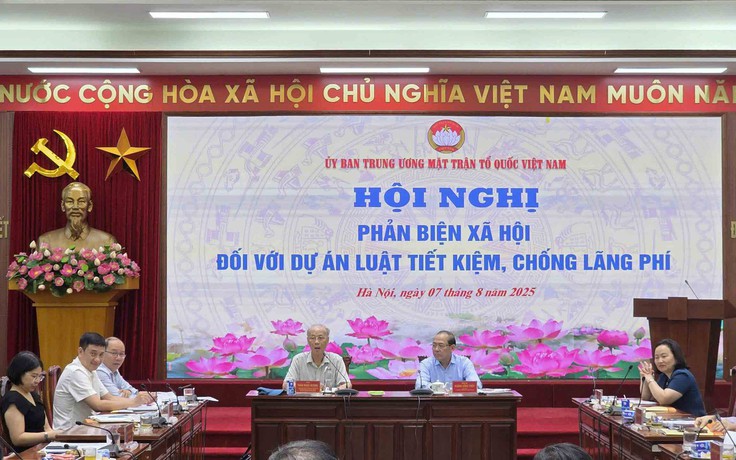 NƯỚC CỘNG HÒA XÃ HỘI CHỦ NGHĨA VIỆT NAM MUÔN NĂM
ỦY BAN TRUNG ƯƠNG MẶT TRẬN TỔ QUỐC VIỆT NAM
HỘI NGHỊ
PHẢN BIỆN XÃ HỘI
ĐỐI VỚI DỰ ÁN LUẬT TIẾT KIỆM, CHỐNG LÃNG PHÍ
Hà Nội, ngày 07 tháng 8 năm 2025